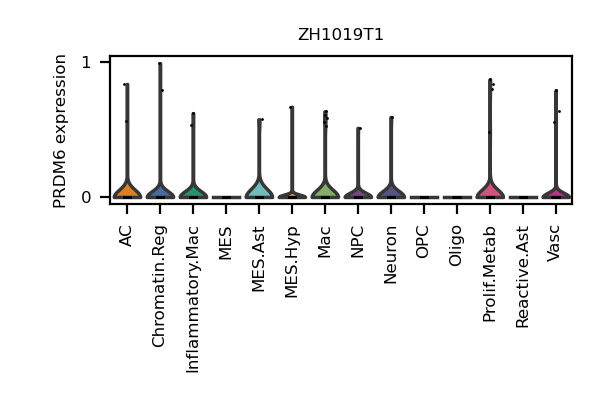 ZH1019T1
PRDM6 expression
1
0
AC
Chromatin.Reg
Inflammatory.Mac
MES
MES.Ast
MES.Hyp
Mac
NPC
Neuron
OPC
Oligo
Prolif.Metab
Reactive.Ast
Vasc